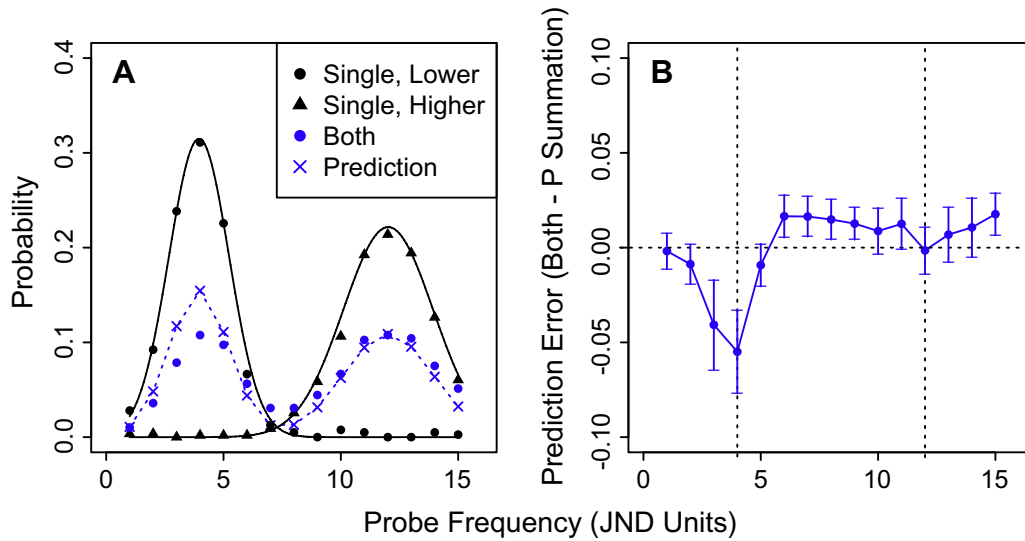 A
Single, Lower
Single, Higher
Both
Prediction
Probability
0.0
0.1
0.2
0.3
0.4
0
5
10
15
B
Prediction Error (Both - P Summation)
-0.10
-0.05
0.00
0.05
0.10
0
5
10
15
Probe Frequency (JND Units)